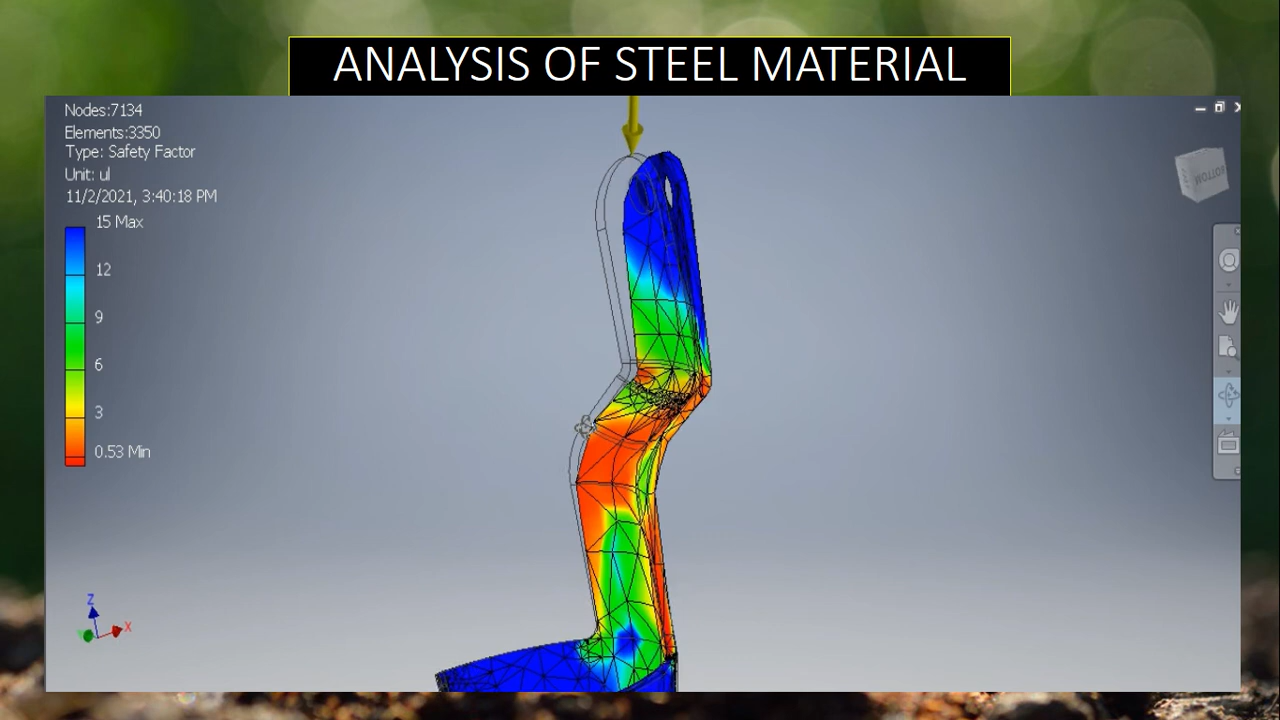 ANALYSIS OF STEEL MATERIAL
Nodes:7134
Elements:3350
Type: Safety Factor
Unit: ul
11/2/2021, 3:40:18 PM
15 Max
12
9
6
3
0.53 Min
BOTTOM
Z
X